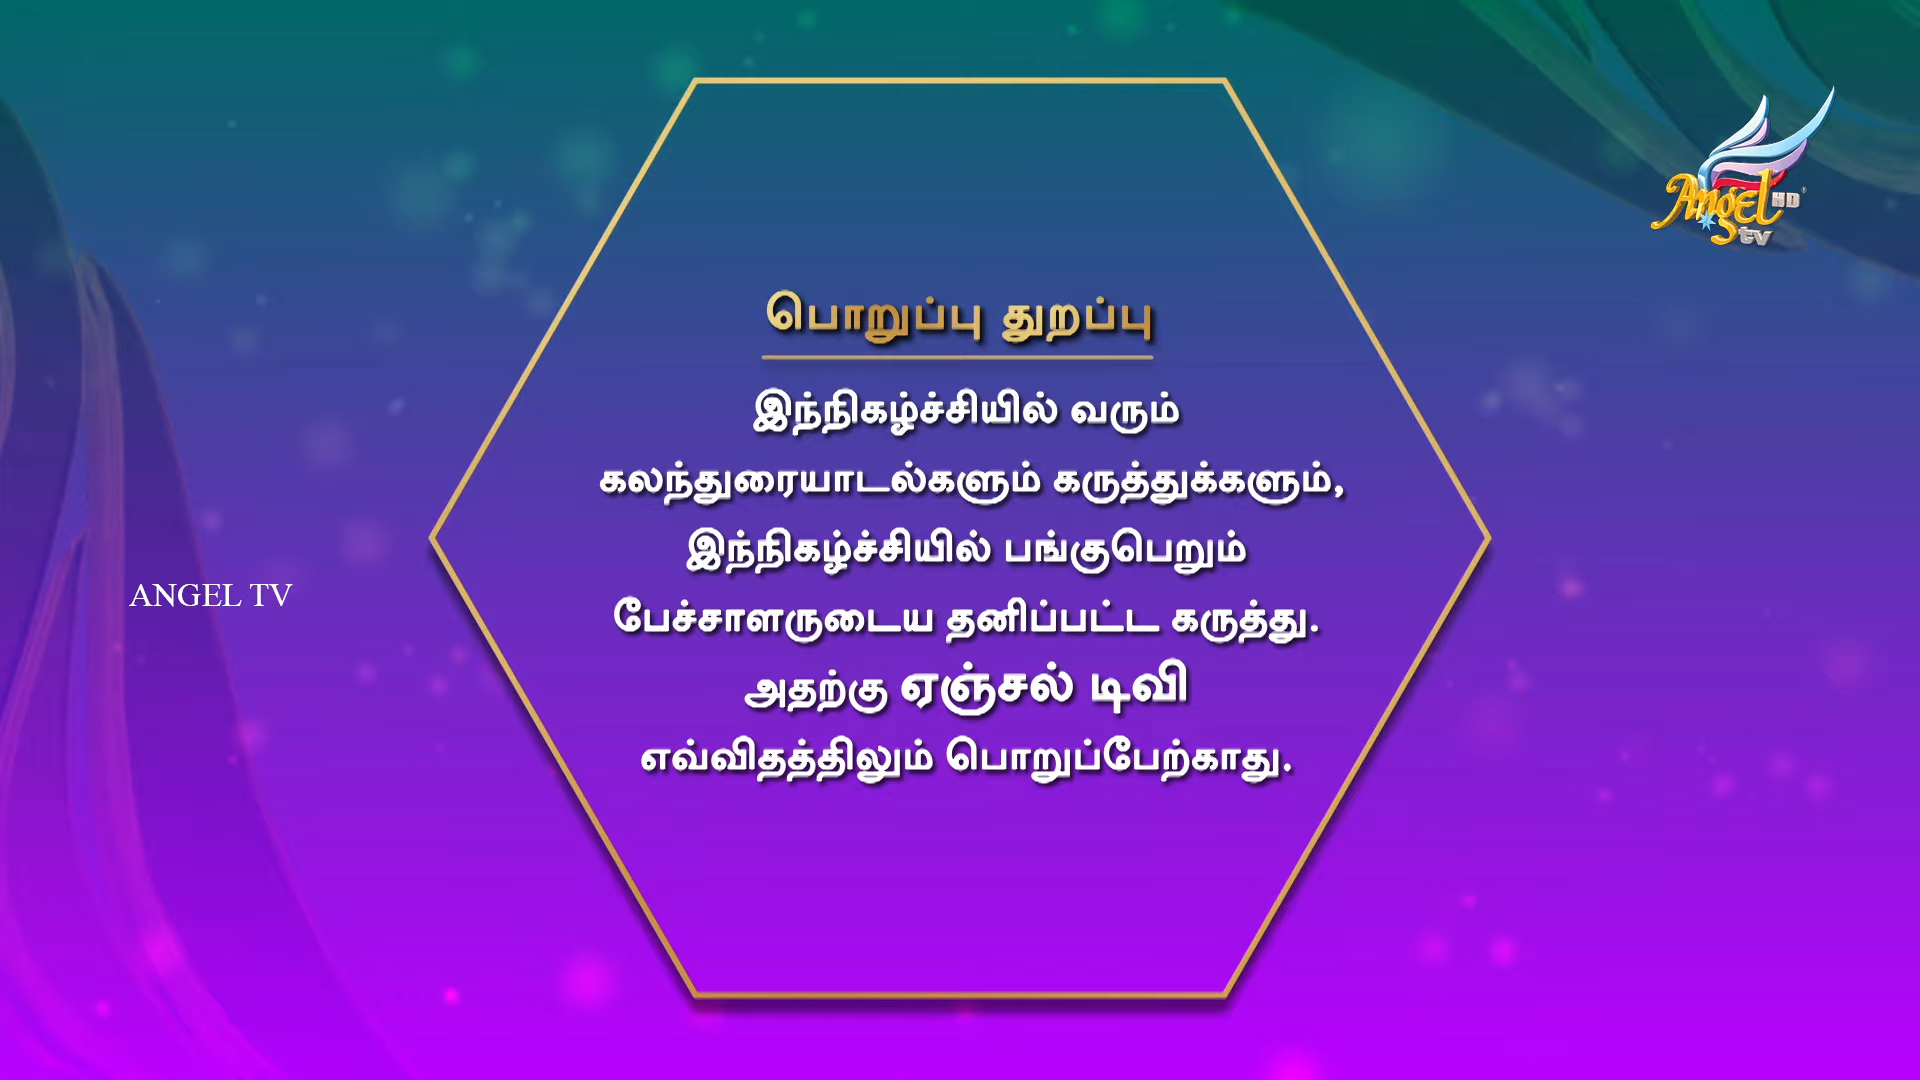 Angel HD
tv
பொறுப்பு துறப்பு
இந்நிகழ்ச்சியில் வரும்
கலந்துரையாடல்களும் கருத்துக்களும்,
இந்நிகழ்ச்சியில் பங்குபெறும்
பேச்சாளருடைய தனிப்பட்ட கருத்து.
அதற்கு ஏஞ்சல் டிவி
எவ்விதத்திலும் பொறுப்பேற்காது.
ANGEL TV